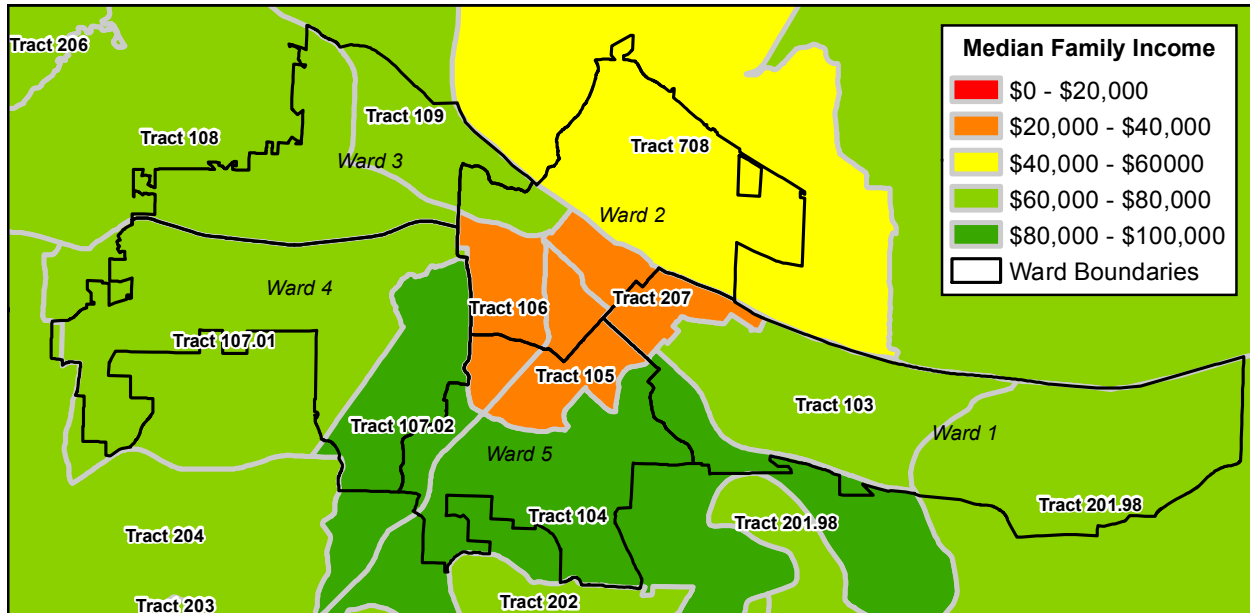 Median Family Income
$0 - $20,000
$20,000 - $40,000
$40,000 - $60000
$60,000 - $80,000
$80,000 - $100,000
Ward Boundaries
Tract 206
Tract 109
Tract 108
Ward 3
Tract 708
Ward 2
Ward 4
Tract 106
Tract 207
Tract 107.01
Tract 105
Tract 103
Tract 107.02
Ward 5
Ward 1
Tract 104
Tract 201.98
Tract 201.98
Tract 204
Tract 203
Tract 202